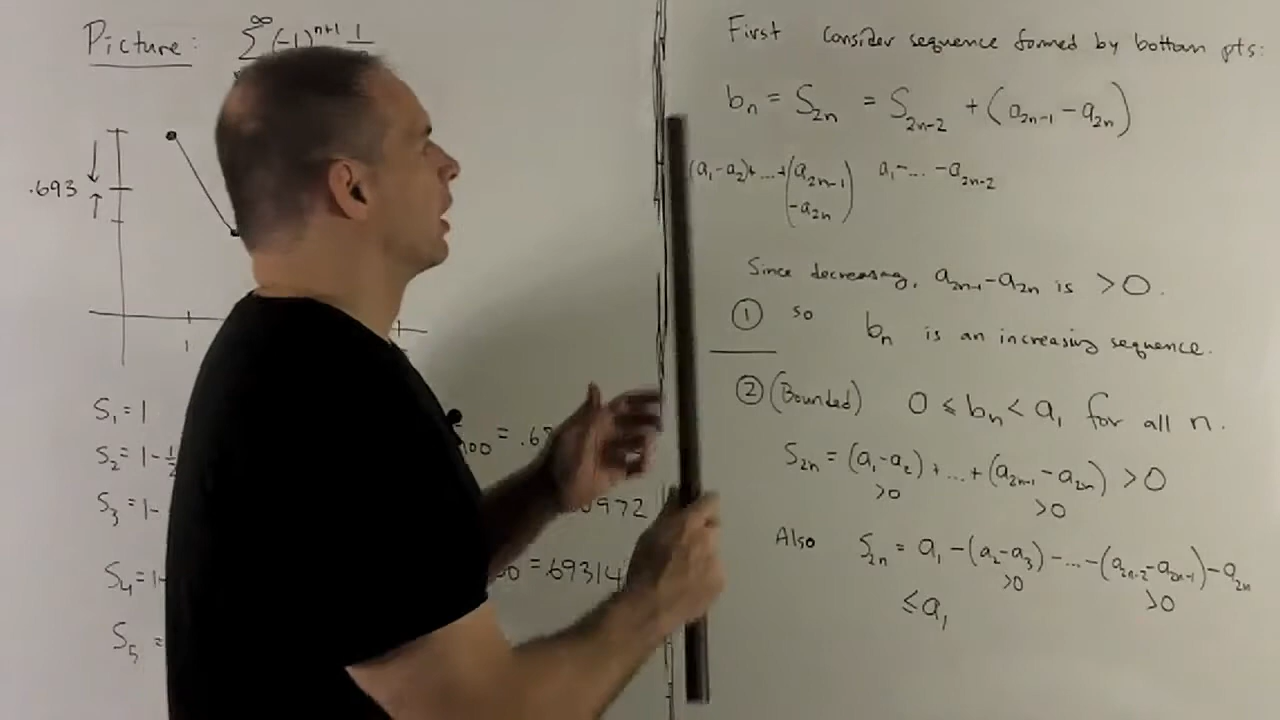 Picture: ∞
∑ (-1)^{n+1} 1
.693
1
S₁ = 1
S₂ = 1 - 1/2
S₃ = 1 -
S₄ = 1 -
S₅ =
100 = .6
972
00 = .69314
First consider sequence formed by bottom pts:
bₙ = S₂ₙ = S₂ₙ₋₂ + (a₂ₙ₋₁ - a₂ₙ)
(a₁ - a₂) + ... + (a₂ₙ₋₁ - a₂ₙ) a₁ - ... - a₂ₙ₋₂
Since decreasing, a₂ₙ₋₁ - a₂ₙ is > 0.
① so bₙ is an increasing sequence.
② (Bounded) 0 ≤ bₙ < a₁ for all n.
S₂ₙ = (a₁ - a₂) + ... + (a₂ₙ₋₁ - a₂ₙ) > 0
>0 >0
Also S₂ₙ = a₁ - (a₂ - a₃) - ... - (a₂ₙ₋₂ - a₂ₙ₋₁) - a₂ₙ
>0 >0
≤ a₁